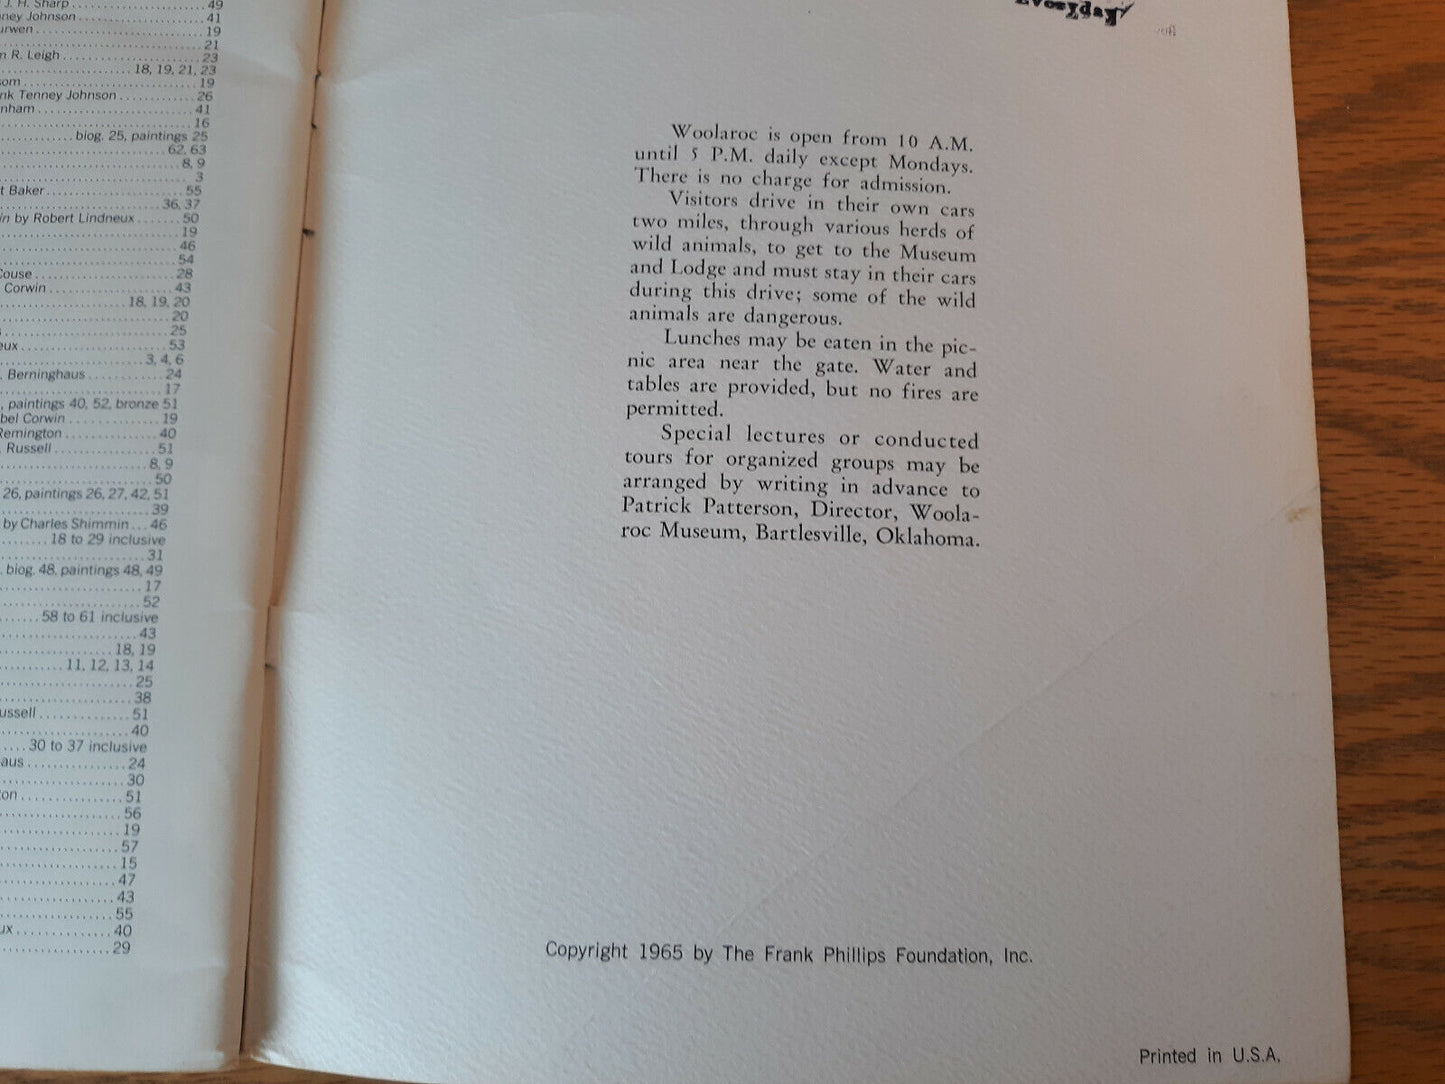 J. H. Sharp 49
ney Johnson 41
urwen 19
21
n R. Leigh 23
18, 19, 21, 23
som 19
nk Tenney Johnson 26
nham 41
16
biog. 25, paintings 25
62, 63
8, 9
3
t Baker 55
36, 37
in by Robert Lindneux 50
19
46
54
Couse 28
Corwin 43
18, 19, 20
20
25
eux 53
3, 4, 6
. Berninghaus 24
17
, paintings 40, 52, bronze 51
bel Corwin 19
Remington 40
. Russell 51
8, 9
50
26, paintings 26, 27, 42, 51
39
by Charles Shimmin 46
18 to 29 inclusive
31
. biog. 48, paintings 48, 49
17
52
58 to 61 inclusive
43
18, 19
11, 12, 13, 14
25
38
ussell 51
40
30 to 37 inclusive
aus 24
30
ton 51
56
19
57
15
47
43
55
ux 40
29
Woolaroc is open from 10 A.M.
until 5 P.M. daily except Mondays.
There is no charge for admission.
Visitors drive in their own cars
two miles, through various herds of
wild animals, to get to the Museum
and Lodge and must stay in their cars
during this drive; some of the wild
animals are dangerous.
Lunches may be eaten in the pic-
nic area near the gate. Water and
tables are provided, but no fires are
permitted.
Special lectures or conducted
tours for organized groups may be
arranged by writing in advance to
Patrick Patterson, Director, Woola-
roc Museum, Bartlesville, Oklahoma.
Copyright 1965 by The Frank Phillips Foundation, Inc.
Printed in U.S.A.